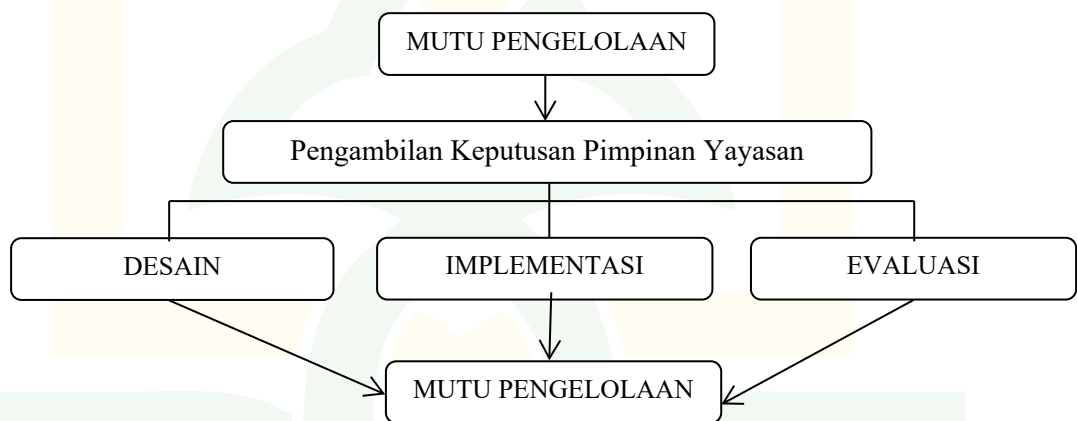 MUTU PENGELOLAAN
Pengambilan Keputusan Pimpinan Yayasan
DESAIN
IMPLEMENTASI
EVALUASI
MUTU PENGELOLAAN